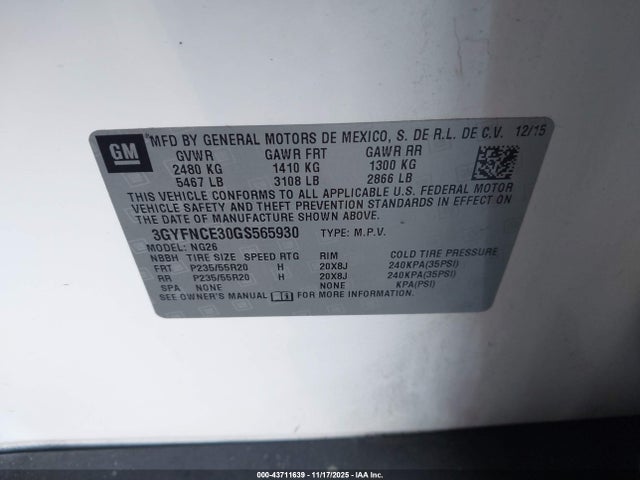 GM
MFD BY GENERAL MOTORS DE MEXICO, S. DE R.L. DE C.V. 12/15
GVWR GAWR FRT GAWR RR
2480 KG 1410 KG 1300 KG
5467 LB 3108 LB 2866 LB
THIS VEHICLE CONFORMS TO ALL APPLICABLE U.S. FEDERAL MOTOR
VEHICLE SAFETY AND THEFT PREVENTION STANDARDS IN EFFECT ON
THE DATE OF MANUFACTURE SHOWN ABOVE.
3GYFNCE30GS565930 TYPE: M.P.V.
MODEL: NG26
NBBH TIRE SIZE SPEED RTG RIM COLD TIRE PRESSURE
FRT P235/55R20 H 20X8J 240KPA(35PSI)
RR P235/55R20 H 20X8J 240KPA(35PSI)
SPA NONE NONE KPA(PSI)
SEE OWNER'S MANUAL FOR MORE INFORMATION.
000-43711639 - 11/17/2025 - IAA Inc.